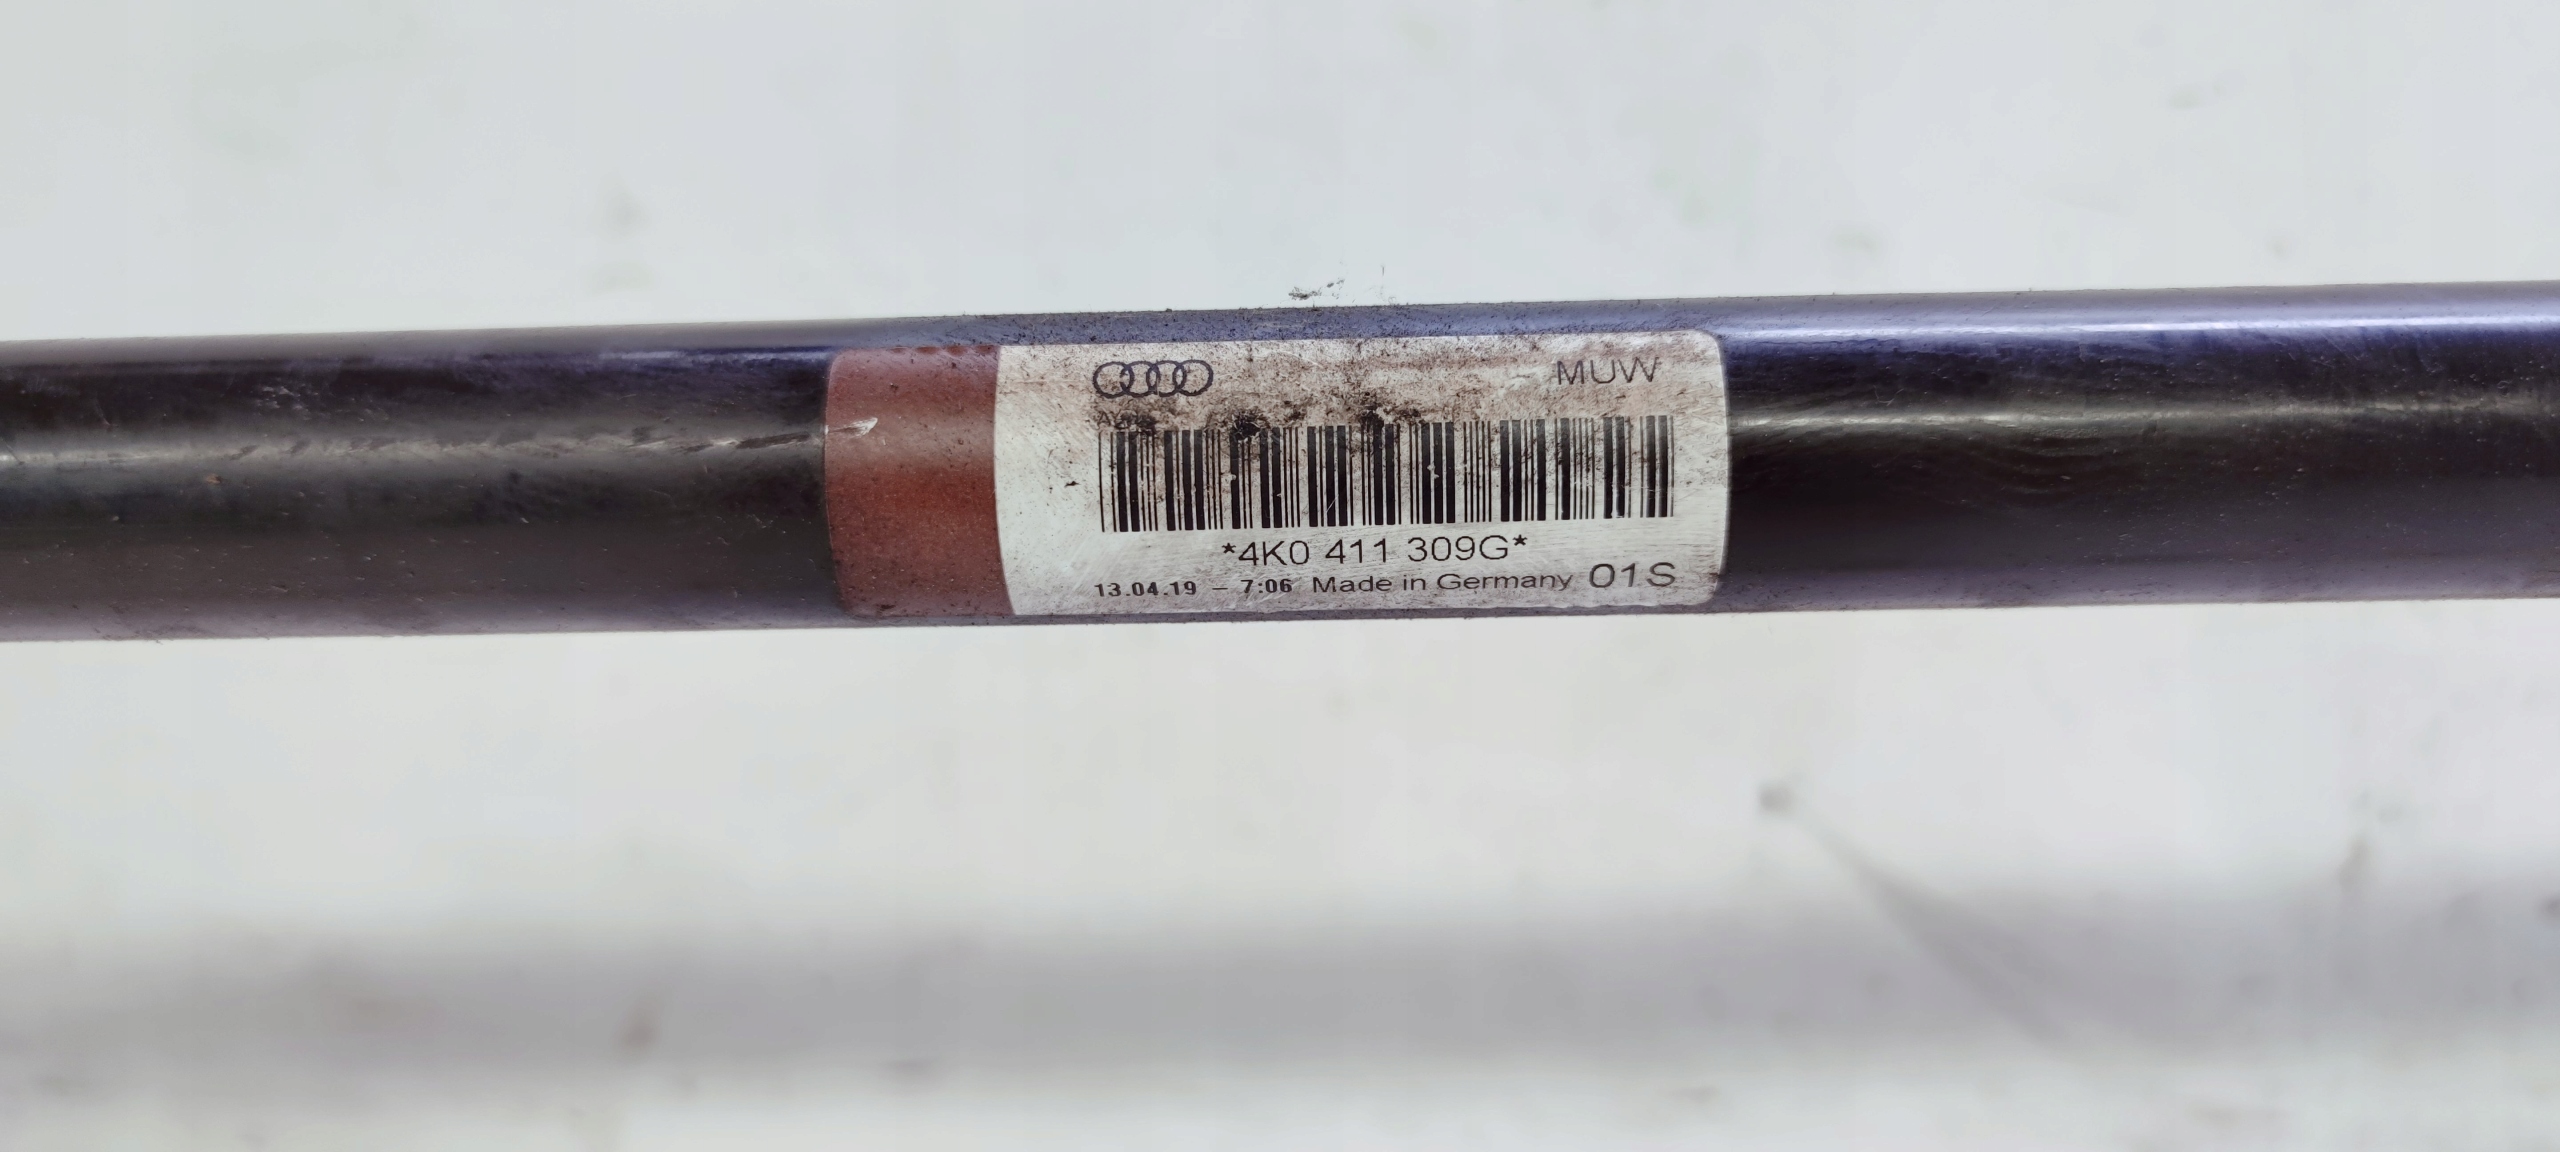 MUW
*4K0 411 309G*
13.04.19 – 7:06 Made in Germany 01S